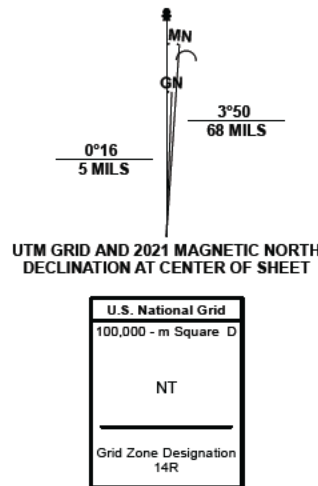 MN
GN
3°50
68 MILS
0°16
5 MILS
UTM GRID AND 2021 MAGNETIC NORTH
DECLINATION AT CENTER OF SHEET
U.S. National Grid
100,000 - m Square D
NT
Grid Zone Designation
14R